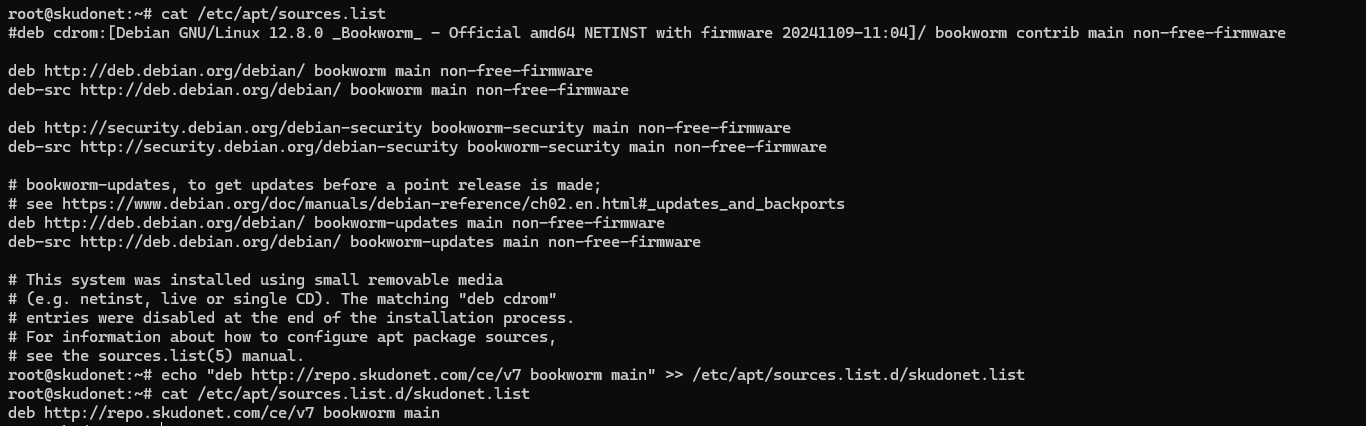 root@skudonet:~# cat /etc/apt/sources.list
#deb cdrom:[Debian GNU/Linux 12.8.0 _Bookworm_ - Official amd64 NETINST with firmware 20241109-11:04]/ bookworm contrib main non-free-firmware
deb http://deb.debian.org/debian/ bookworm main non-free-firmware
deb-src http://deb.debian.org/debian/ bookworm main non-free-firmware
deb http://security.debian.org/debian-security bookworm-security main non-free-firmware
deb-src http://security.debian.org/debian-security bookworm-security main non-free-firmware
# bookworm-updates, to get updates before a point release is made;
# see https://www.debian.org/doc/manuals/debian-reference/ch02.en.html#_updates_and_backports
deb http://deb.debian.org/debian/ bookworm-updates main non-free-firmware
deb-src http://deb.debian.org/debian/ bookworm-updates main non-free-firmware
# This system was installed using small removable media
# (e.g. netinst, live or single CD). The matching "deb cdrom"
# entries were disabled at the end of the installation process.
# For information about how to configure apt package sources,
# see the sources.list(5) manual.
root@skudonet:~# echo "deb http://repo.skudonet.com/ce/v7 bookworm main" >> /etc/apt/sources.list.d/skudonet.list
root@skudonet:~# cat /etc/apt/sources.list.d/skudonet.list
deb http://repo.skudonet.com/ce/v7 bookworm main